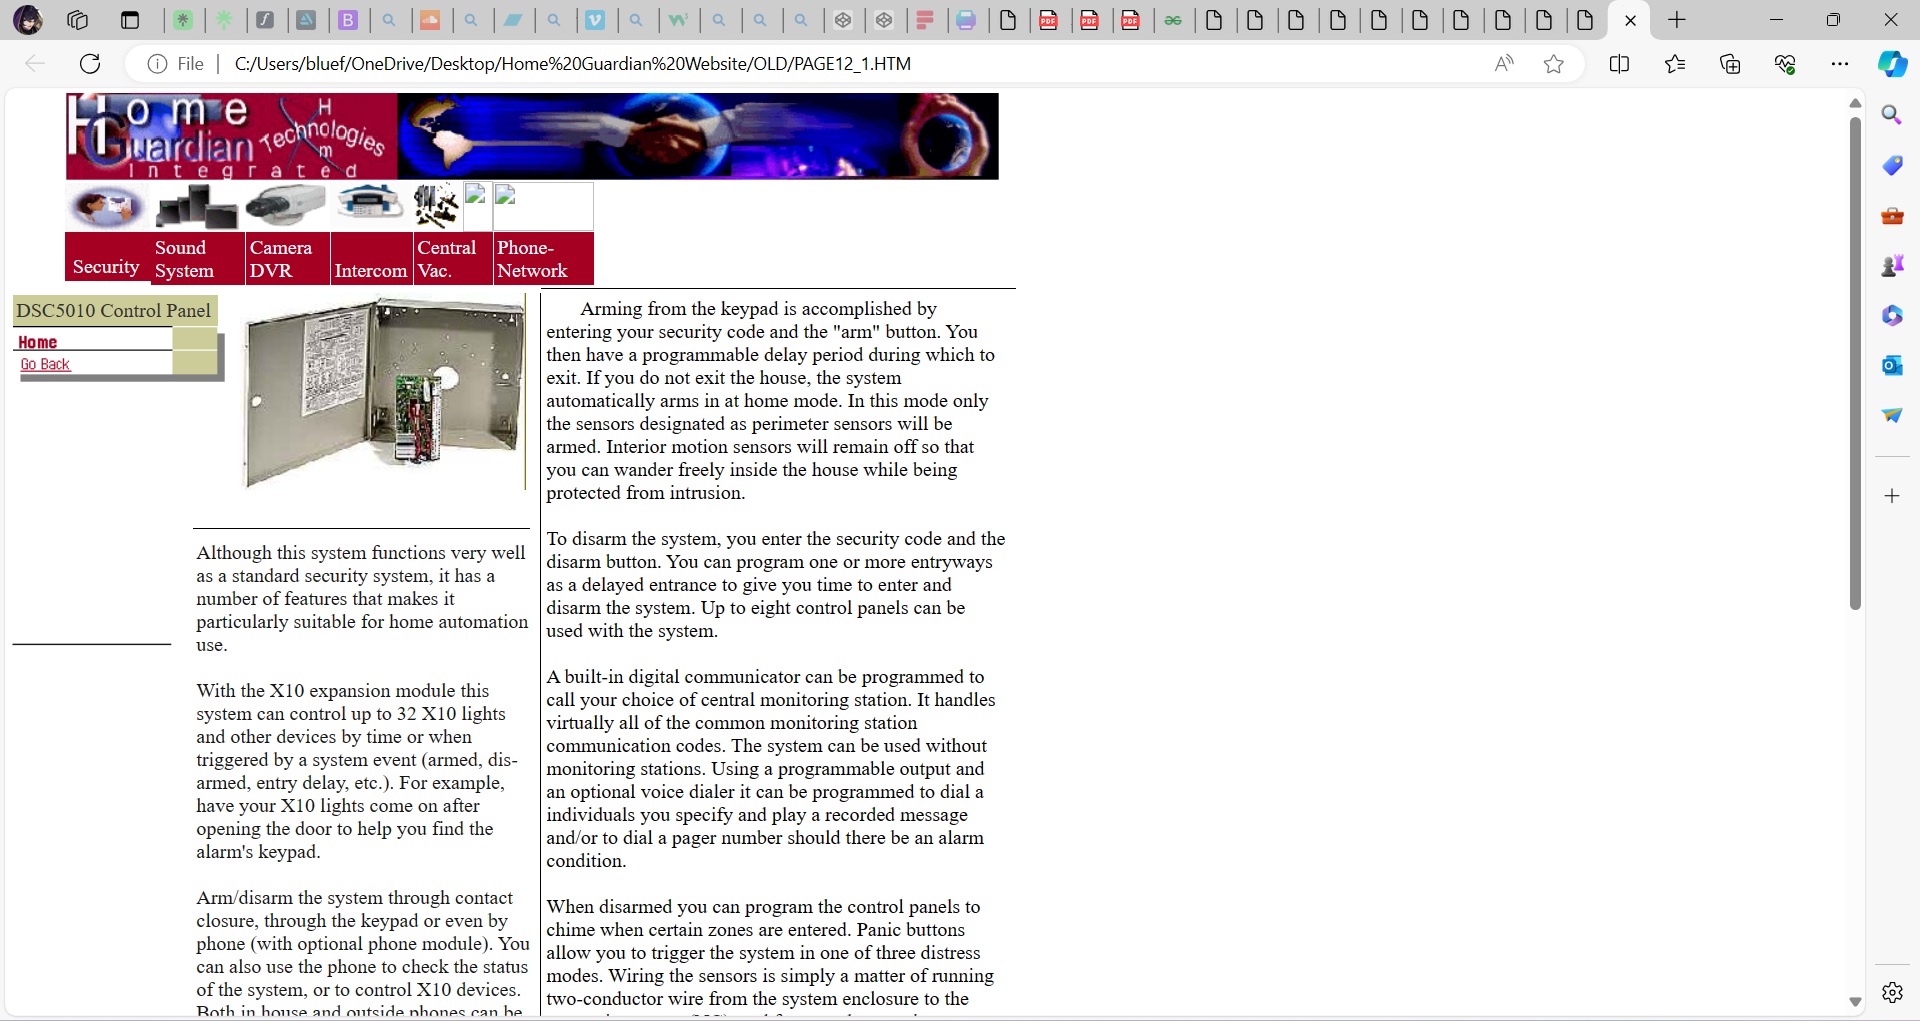 File
C:/Users/bluef/OneDrive/Desktop/Home%20Guardian%20Website/OLD/PAGE12_1.HTM
Home
Guardian
Integrated
Technologies
H
m
Security
Sound
System
Camera
DVR
Intercom
Central
Vac.
Phone-
Network
DSC5010 Control Panel
Home
Go Back
Although this system functions very well
as a standard security system, it has a
number of features that makes it
particularly suitable for home automation
use.
With the X10 expansion module this
system can control up to 32 X10 lights
and other devices by time or when
triggered by a system event (armed, dis-
armed, entry delay, etc.). For example,
have your X10 lights come on after
opening the door to help you find the
alarm's keypad.
Arm/disarm the system through contact
closure, through the keypad or even by
phone (with optional phone module). You
can also use the phone to check the status
of the system, or to control X10 devices.
Both in house and outside phones can be
Arming from the keypad is accomplished by
entering your security code and the "arm" button. You
then have a programmable delay period during which to
exit. If you do not exit the house, the system
automatically arms in at home mode. In this mode only
the sensors designated as perimeter sensors will be
armed. Interior motion sensors will remain off so that
you can wander freely inside the house while being
protected from intrusion.
To disarm the system, you enter the security code and the
disarm button. You can program one or more entryways
as a delayed entrance to give you time to enter and
disarm the system. Up to eight control panels can be
used with the system.
A built-in digital communicator can be programmed to
call your choice of central monitoring station. It handles
virtually all of the common monitoring station
communication codes. The system can be used without
monitoring stations. Using a programmable output and
an optional voice dialer it can be programmed to dial a
individuals you specify and play a recorded message
and/or to dial a pager number should there be an alarm
condition.
When disarmed you can program the control panels to
chime when certain zones are entered. Panic buttons
allow you to trigger the system in one of three distress
modes. Wiring the sensors is simply a matter of running
two-conductor wire from the system enclosure to the